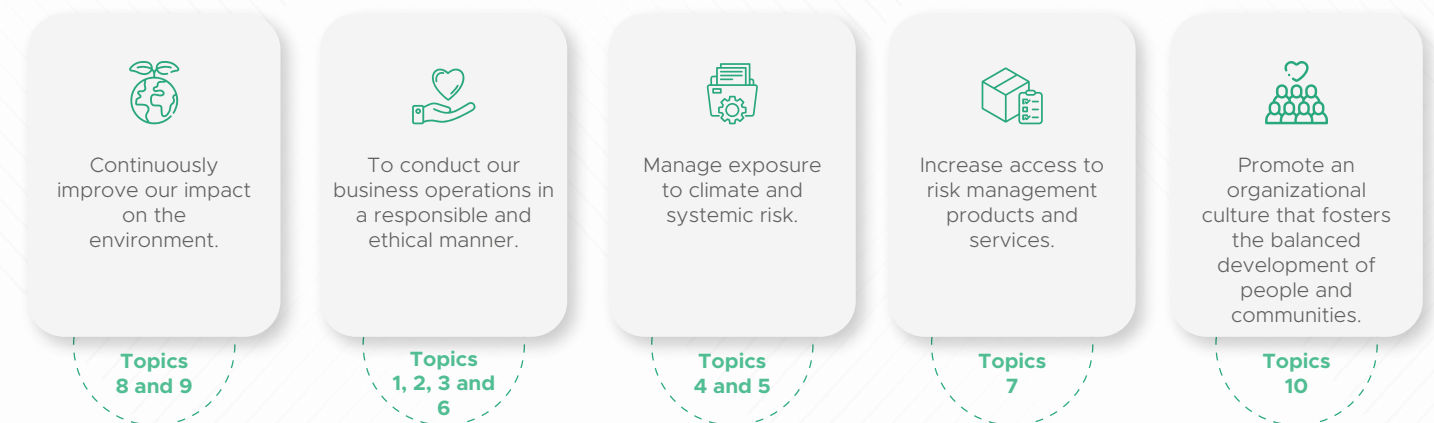 Continuously
improve our impact
on the
environment.
Topics
8 and 9
To conduct our
business operations in
a responsible and
ethical manner.
Topics
1, 2, 3 and
6
Manage exposure
to climate and
systemic risk.
Topics
4 and 5
Increase access to
risk management
products and
services.
Topics
7
Promote an
organizational
culture that fosters
the balanced
development of
people and
communities.
Topics
10